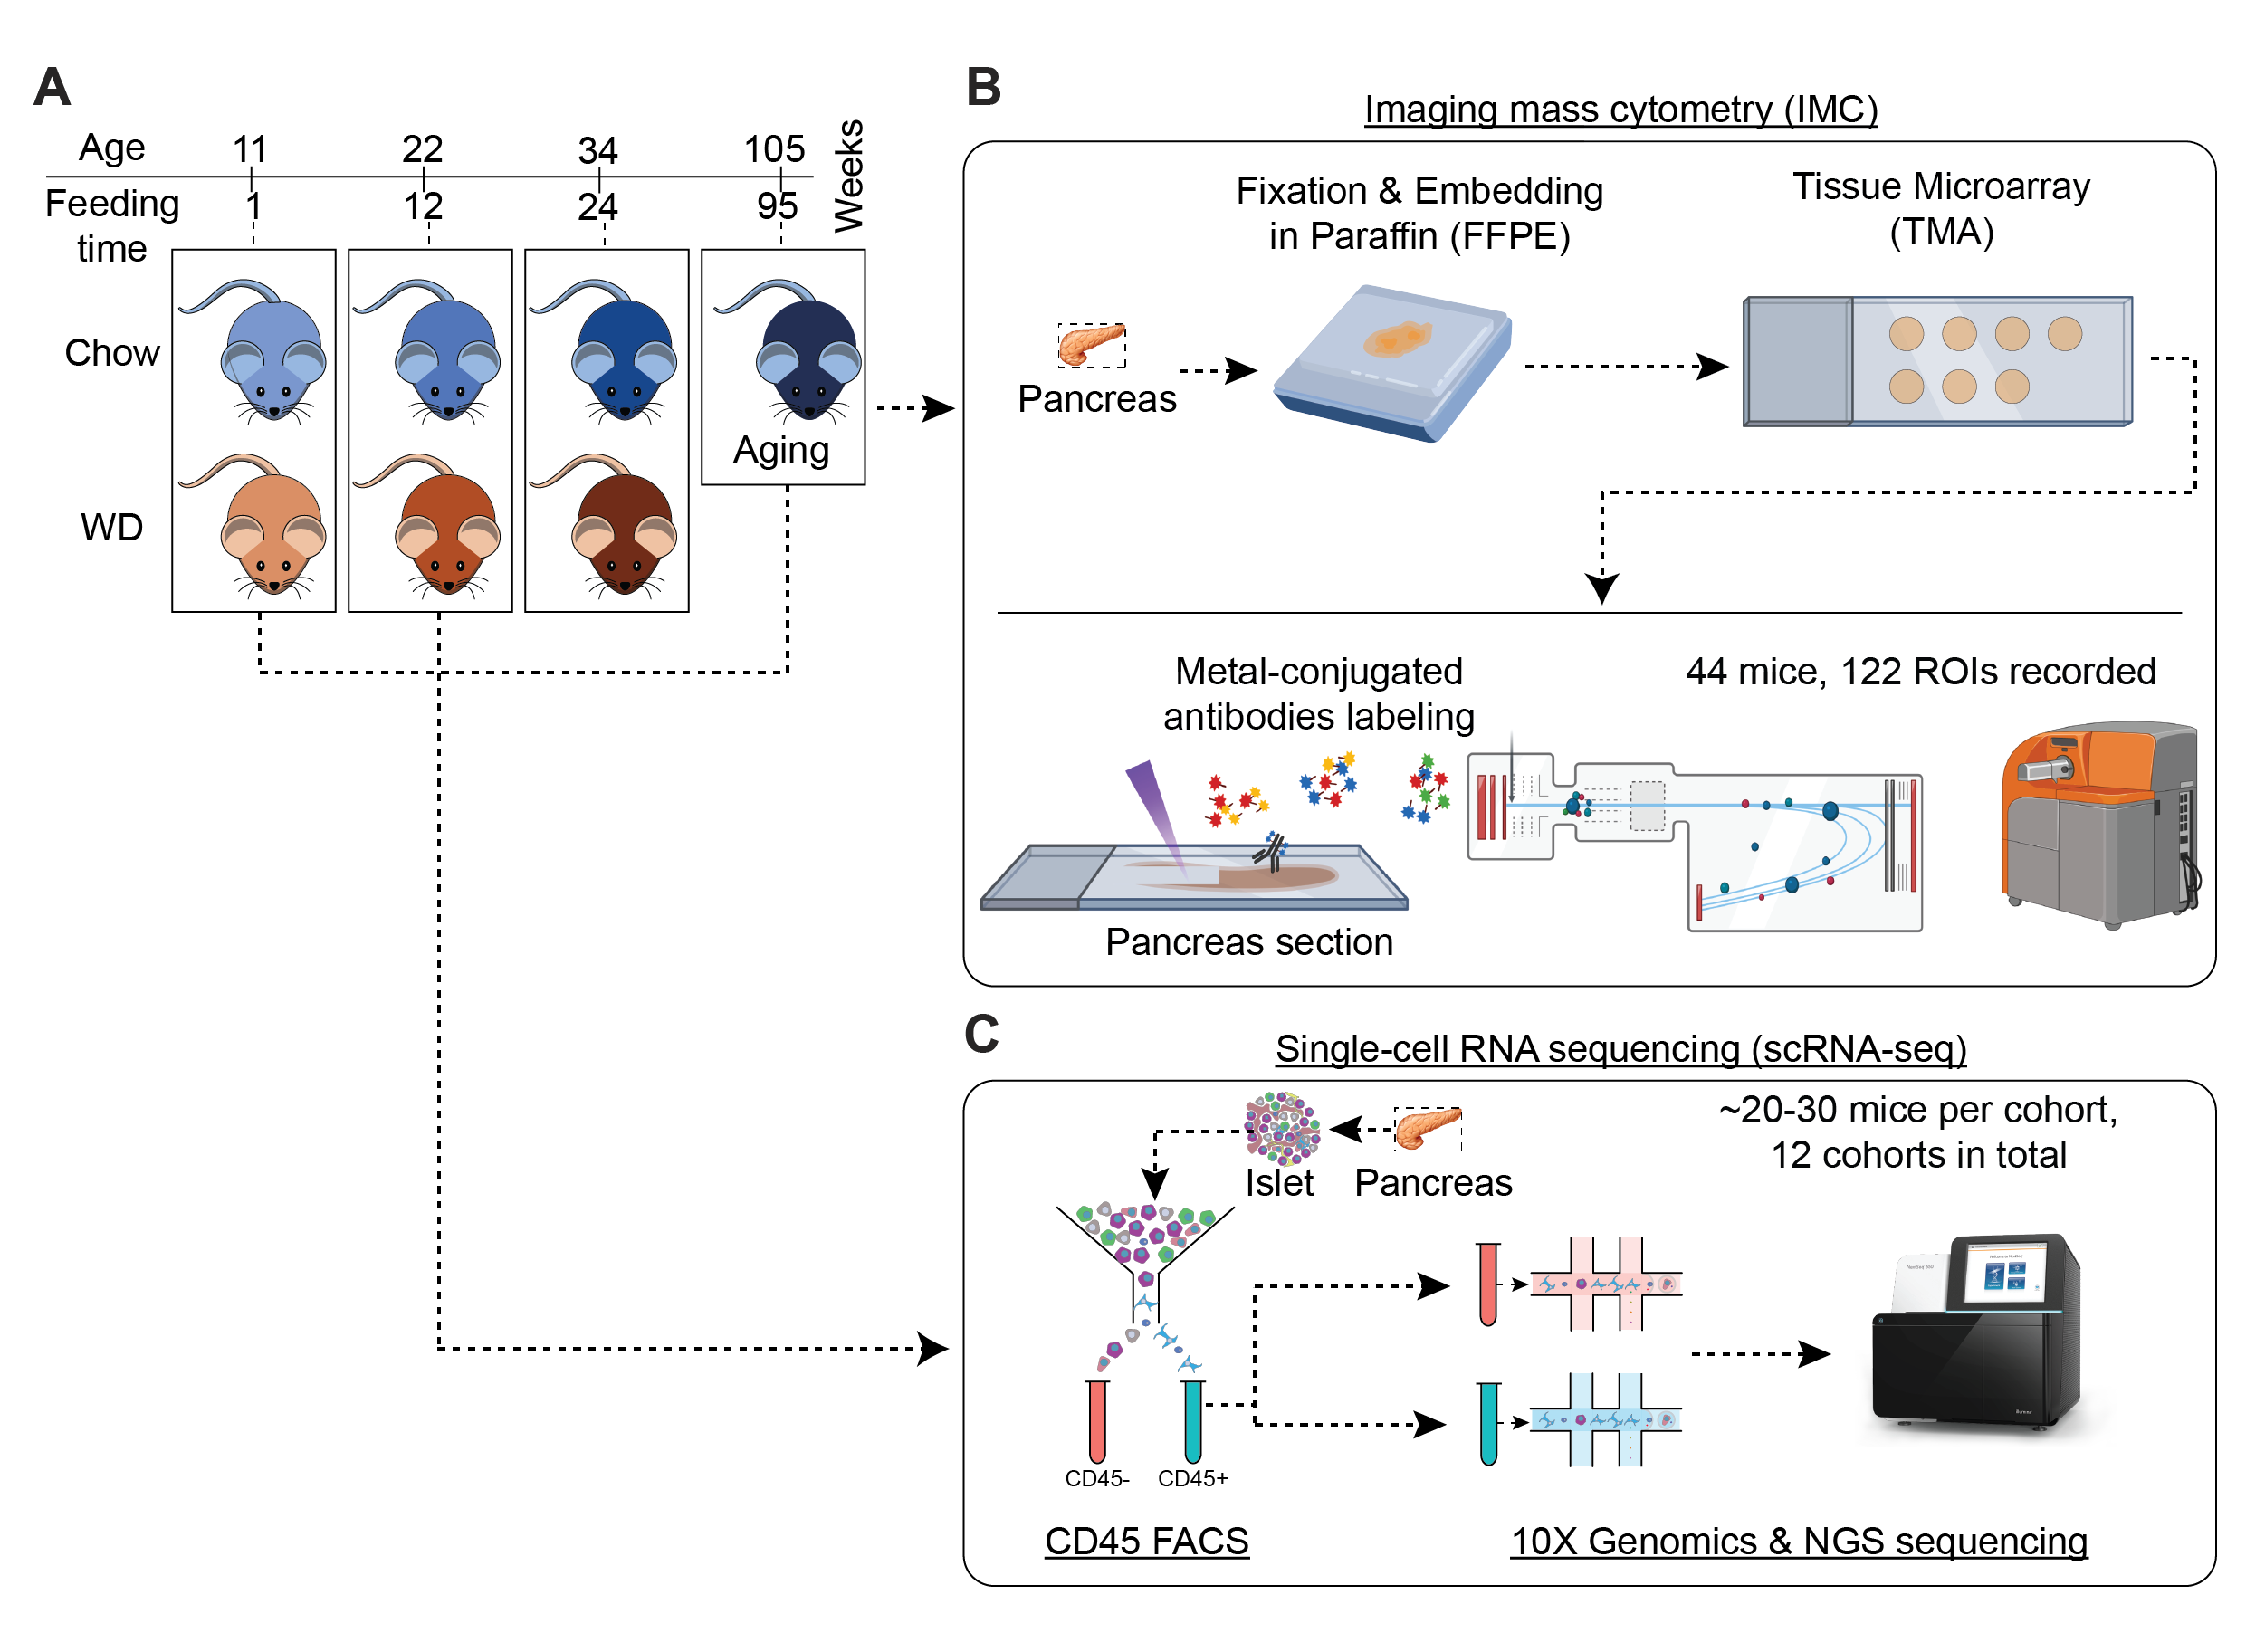 A
Age 11 22 34 105
Weeks
Feeding time 1 12 24 95
Chow
Aging
WD
B
Imaging mass cytometry (IMC)
Fixation & Embedding
in Paraffin (FFPE)
Tissue Microarray
(TMA)
Pancreas
Metal-conjugated
antibodies labeling
44 mice, 122 ROIs recorded
Pancreas section
C
Single-cell RNA sequencing (scRNA-seq)
~20-30 mice per cohort,
12 cohorts in total
Islet
Pancreas
CD45-
CD45+
CD45 FACS
10X Genomics & NGS sequencing